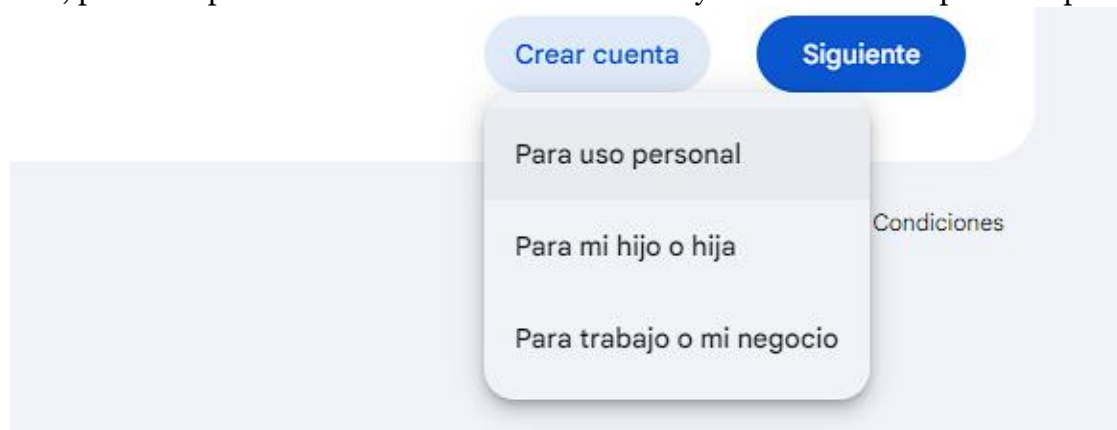 Crear cuenta Siguiente
Para uso personal
Condiciones
Para mi hijo o hija
Para trabajo o mi negocio